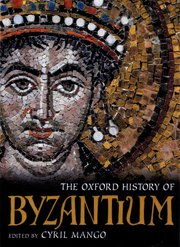 THE OXFORD HISTORY OF
BYZANTIUM
EDITED BY CYRIL MANGO